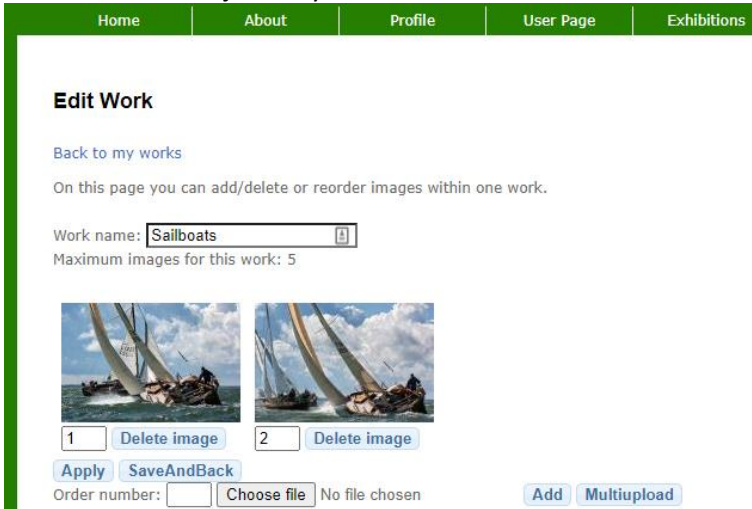 Home About Profile User Page Exhibitions
Edit Work
Back to my works
On this page you can add/delete or reorder images within one work.
Work name: Sailboats
Maximum images for this work: 5
1 Delete image 2 Delete image
Apply SaveAndBack
Order number: Choose file No file chosen Add Multiupload